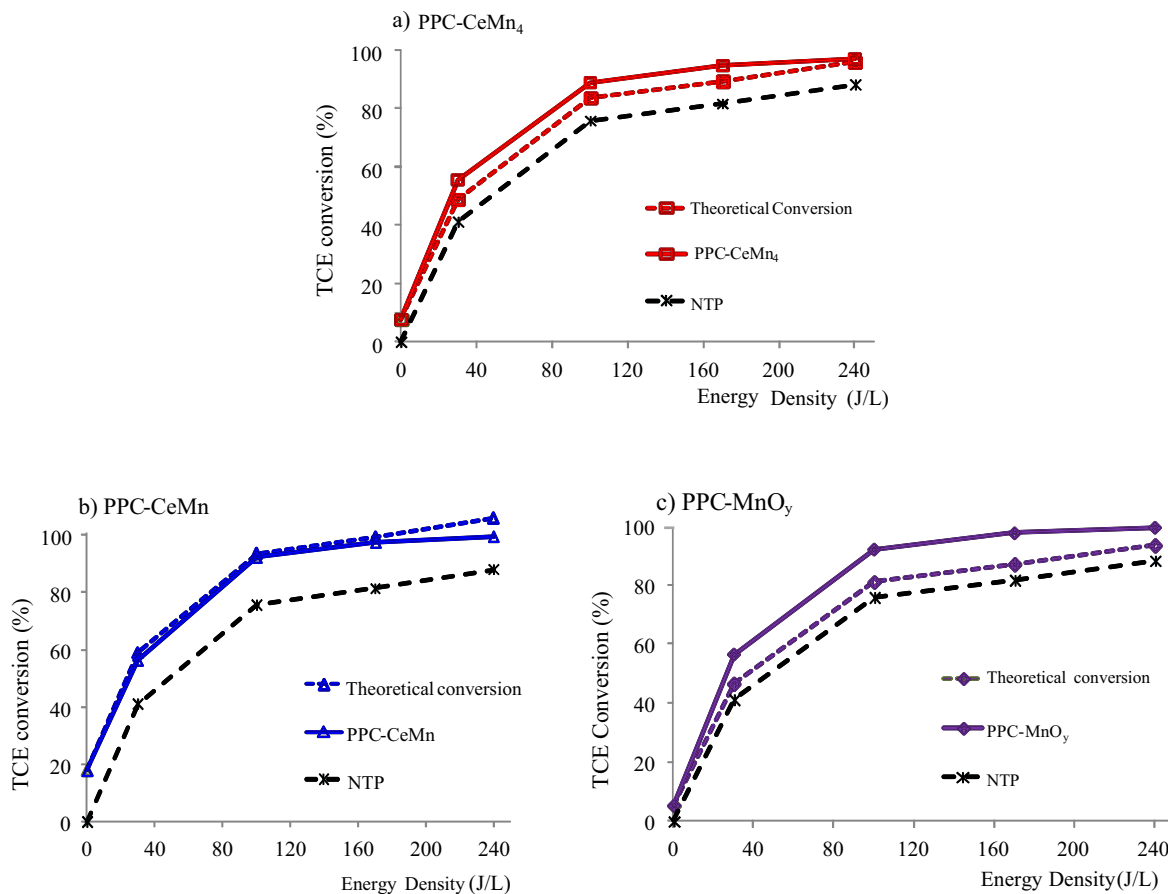 a) PPC-CeMn₄
TCE conversion (%)
100
80
60
40
20
0
0 40 80 120 160 200 240
Energy Density (J/L)
Theoretical Conversion
PPC-CeMn₄
NTP
b) PPC-CeMn
TCE conversion (%)
100
80
60
40
20
0
0 40 80 120 160 200 240
Energy Density (J/L)
Theoretical conversion
PPC-CeMn
NTP
c) PPC-MnOy
TCE Conversion (%)
100
80
60
40
20
0
0 40 80 120 160 200 240
Energy Density (J/L)
Theoretical conversion
PPC-MnOy
NTP